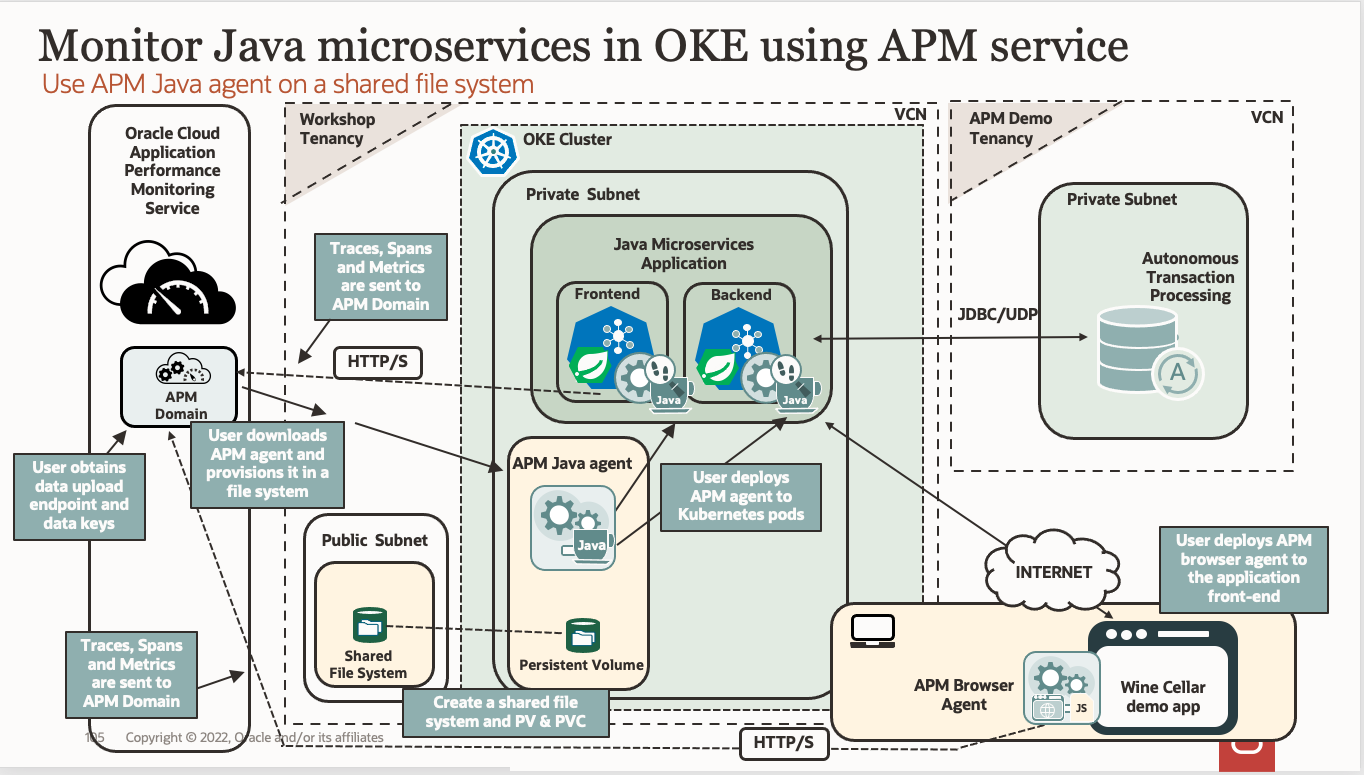 Monitor Java microservices in OKE using APM service
Use APM Java agent on a shared file system
Oracle Cloud
Application
Performance
Monitoring
Service
Workshop
Tenancy
VCN
OKE Cluster
Private Subnet
Java Microservices
Application
Frontend
Backend
Java
Java
APM Demo
Tenancy
VCN
Private Subnet
Autonomous
Transaction
Processing
A
JDBC/UDP
Traces, Spans
and Metrics
are sent to
APM Domain
HTTP/S
APM
Domain
User downloads
APM agent and
provisions it in a
file system
User obtains
data upload
endpoint and
data keys
APM Java agent
Java
User deploys
APM agent to
Kubernetes pods
Public Subnet
Shared
File System
Persistent Volume
Create a shared file
system and PV & PVC
Traces, Spans
and Metrics
are sent to
APM Domain
INTERNET
User deploys APM
browser agent to
the application
front-end
APM Browser
Agent
JS
Wine Cellar
demo app
HTTP/S
105 Copyright © 2022, Oracle and/or its affiliates